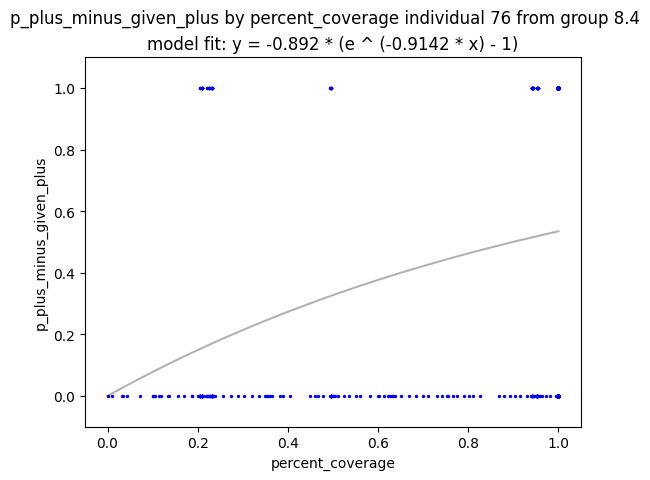 p_plus_minus_given_plus by percent_coverage individual 76 from group 8.4
model fit: y = -0.892 * (e ^ (-0.9142 * x) - 1)
1.0
0.8
0.6
0.4
0.2
0.0
p_plus_minus_given_plus
0.0 0.2 0.4 0.6 0.8 1.0
percent_coverage